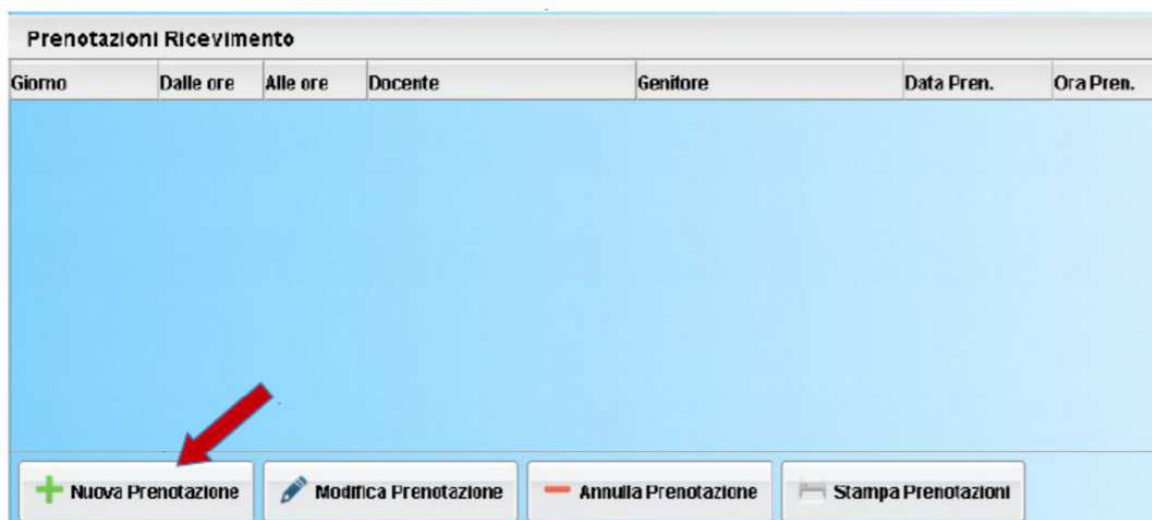 Prenotazioni Ricevimento
Giorno Dalle ore Alle ore Docente Genitore Data Pren. Ora Pren.
Nuova Prenotazione Modifica Prenotazione Annulla Prenotazione Stampa Prenotazioni